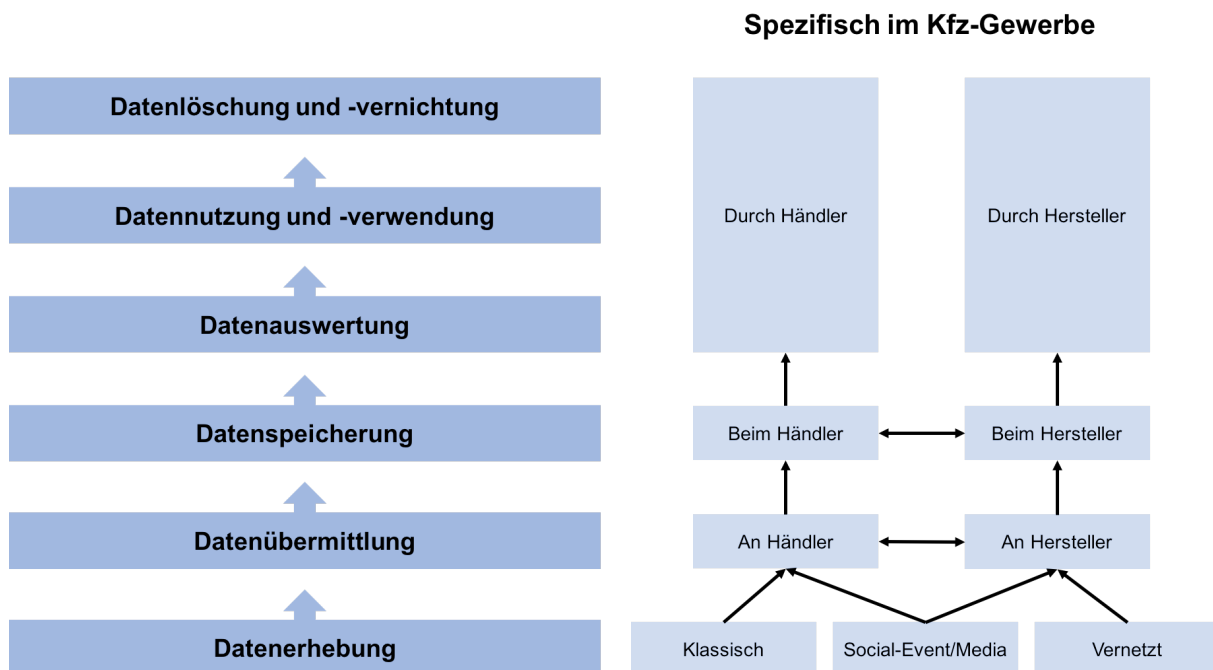 Spezifisch im Kfz-Gewerbe
Datenlöschung und -vernichtung
Datennutzung und -verwendung
Durch Händler
Durch Hersteller
Datenauswertung
Datenspeicherung
Beim Händler
Beim Hersteller
Datenübermittlung
An Händler
An Hersteller
Datenerhebung
Klassisch
Social-Event/Media
Vernetzt